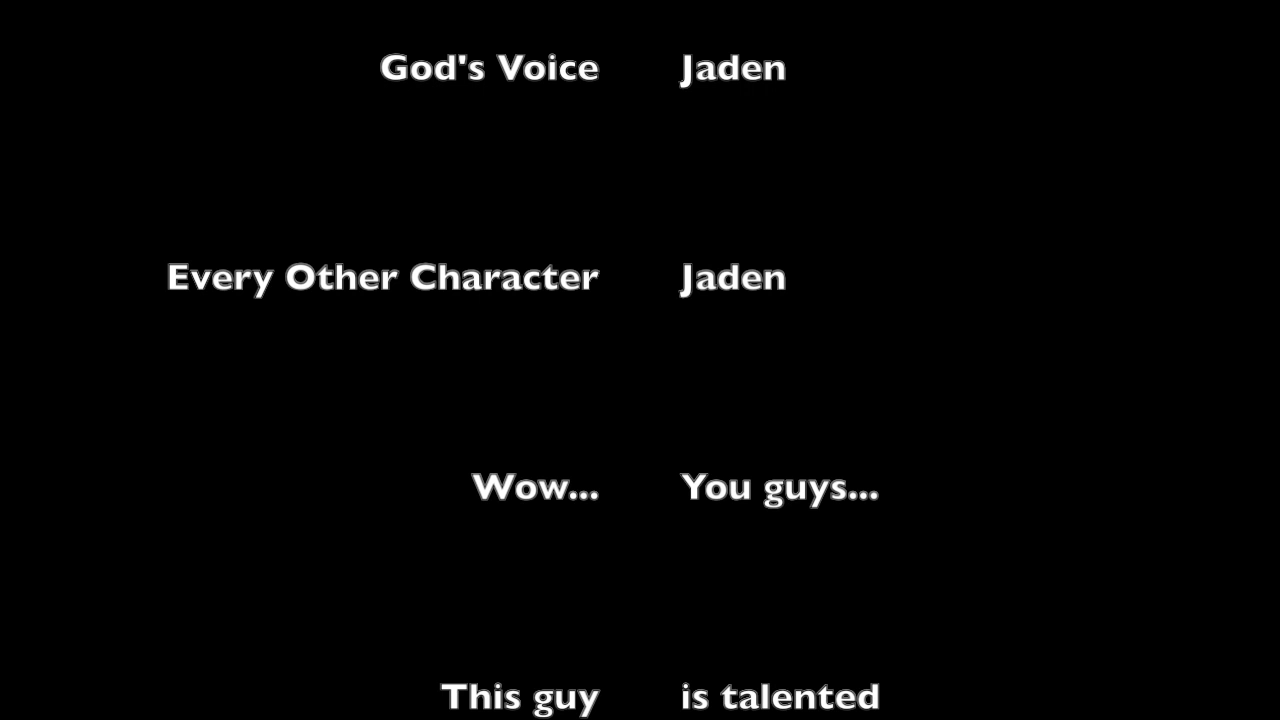 God's Voice Jaden
Every Other Character Jaden
Wow... You guys...
This guy is talented